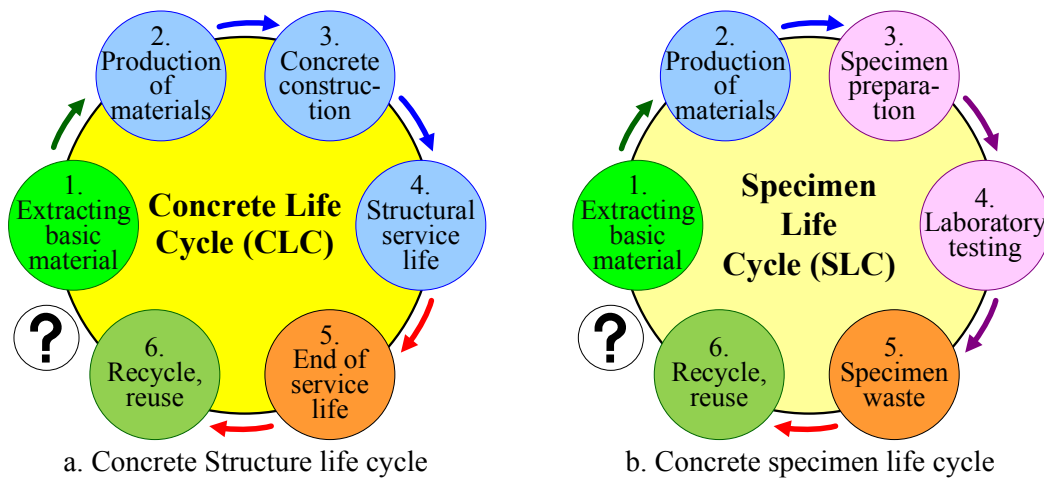 2.
Production
of
materials
3.
Concrete
construc-
tion
1.
Extracting
basic
material
Concrete Life
Cycle (CLC)
4.
Structural
service
life
?
6.
Recycle,
reuse
5.
End of
service
life
a. Concrete Structure life cycle
2.
Production
of
materials
3.
Specimen
prepara-
tion
1.
Extracting
basic
material
Specimen
Life
Cycle (SLC)
4.
Laboratory
testing
?
6.
Recycle,
reuse
5.
Specimen
waste
b. Concrete specimen life cycle